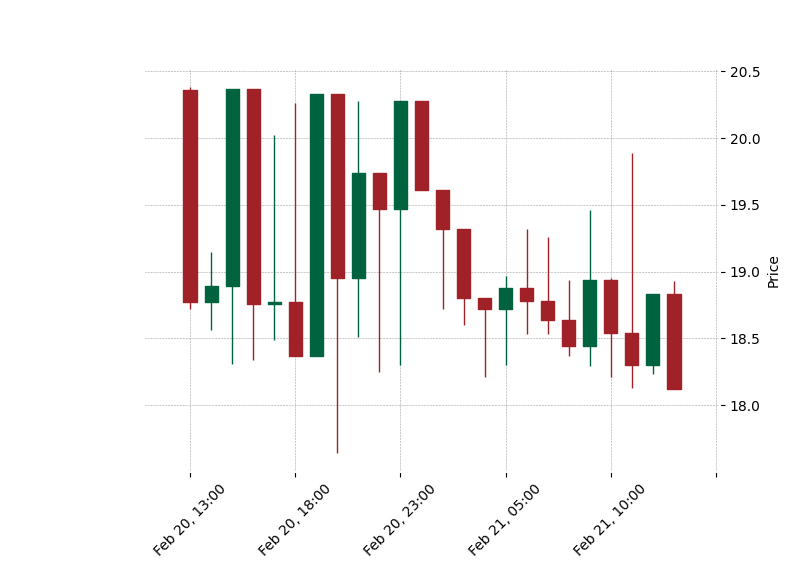 20.5
20.0
19.5
19.0
18.5
18.0
Price
Feb 20, 13:00
Feb 20, 18:00
Feb 20, 23:00
Feb 21, 05:00
Feb 21, 10:00